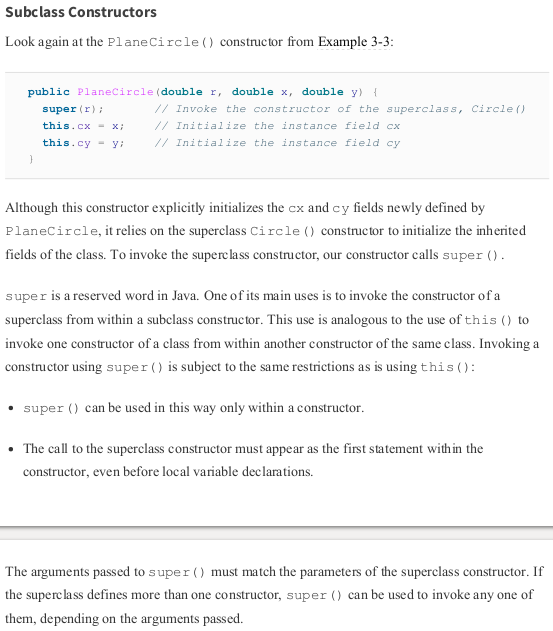 Subclass Constructors
Look again at the PlaneCircle() constructor from Example 3-3:
public PlaneCircle(double r, double x, double y) {
  super(r);       // Invoke the constructor of the superclass, Circle()
  this.cx = x;    // Initialize the instance field cx
  this.cy = y;    // Initialize the instance field cy
}
Although this constructor explicitly initializes the cx and cy fields newly defined by
PlaneCircle, it relies on the superclass Circle() constructor to initialize the inherited
fields of the class. To invoke the superclass constructor, our constructor calls super().
super is a reserved word in Java. One of its main uses is to invoke the constructor of a
superclass from within a subclass constructor. This use is analogous to the use of this() to
invoke one constructor of a class from within another constructor of the same class. Invoking a
constructor using super() is subject to the same restrictions as is using this():
• super() can be used in this way only within a constructor.
• The call to the superclass constructor must appear as the first statement within the
constructor, even before local variable declarations.
The arguments passed to super() must match the parameters of the superclass constructor. If
the superclass defines more than one constructor, super() can be used to invoke any one of
them, depending on the arguments passed.